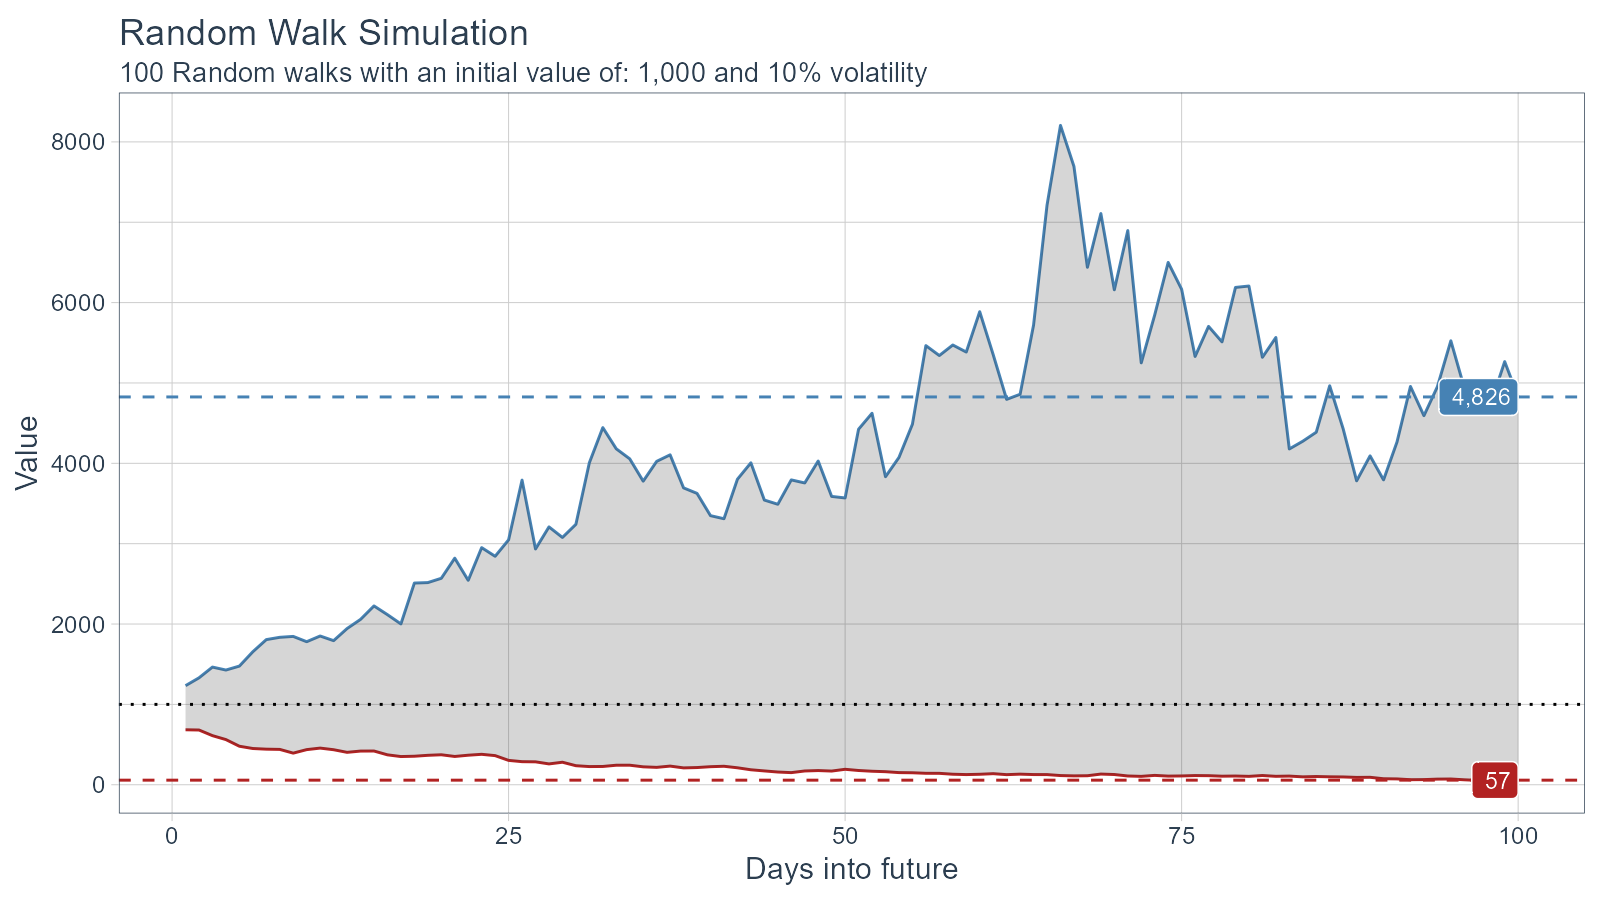 Random Walk Simulation
100 Random walks with an initial value of: 1,000 and 10% volatility
Value
8000
6000
4000
2000
0
4,826
57
0 25 50 75 100
Days into future